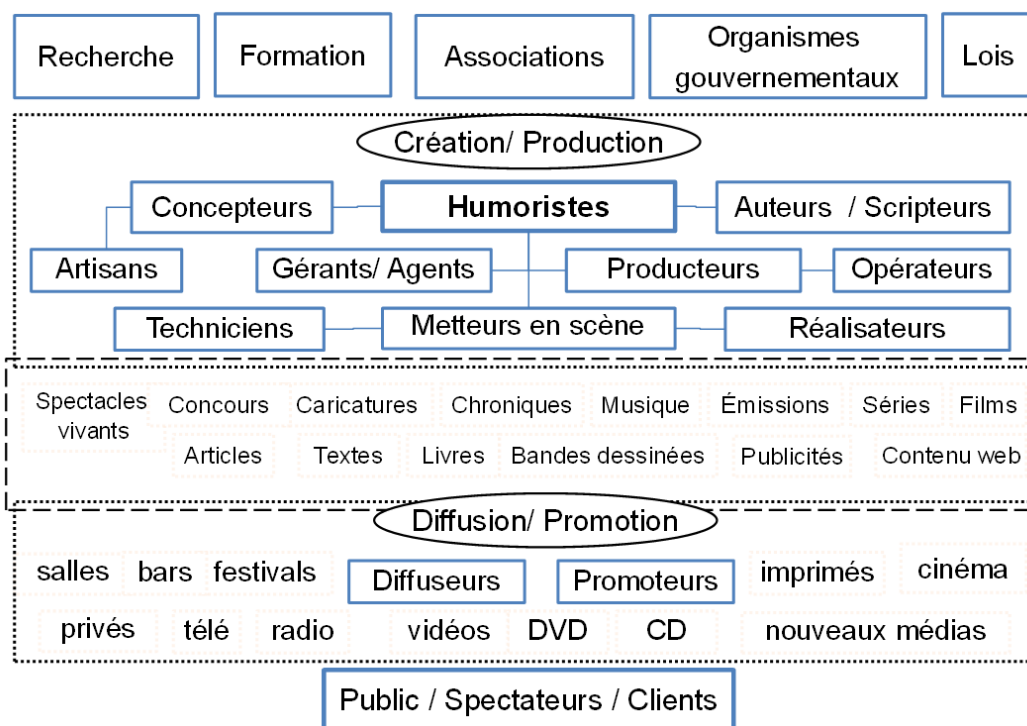 Recherche
Formation
Associations
Organismes
gouvernementaux
Lois
Création/ Production
Concepteurs
Humoristes
Auteurs / Scripteurs
Artisans
Gérants/ Agents
Producteurs
Opérateurs
Techniciens
Metteurs en scène
Réalisateurs
Spectacles
vivants
Concours
Caricatures
Chroniques
Musique
Émissions
Séries
Films
Articles
Textes
Livres
Bandes dessinées
Publicités
Contenu web
Diffusion/ Promotion
salles
bars
festivals
Diffuseurs
Promoteurs
imprimés
cinéma
privés
télé
radio
vidéos
DVD
CD
nouveaux médias
Public / Spectateurs / Clients